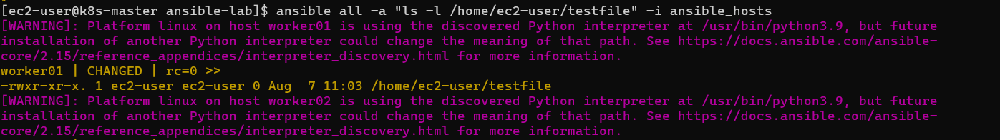 [ec2-user@k8s-master ansible-lab]$ ansible all -a "ls -l /home/ec2-user/testfile" -i ansible_hosts
[WARNING]: Platform linux on host worker01 is using the discovered Python interpreter at /usr/bin/python3.9, but future
installation of another Python interpreter could change the meaning of that path. See https://docs.ansible.com/ansible-
core/2.15/reference_appendices/interpreter_discovery.html for more information.
worker01 | CHANGED | rc=0 >>
-rwxr-xr-x. 1 ec2-user ec2-user 0 Aug  7 11:03 /home/ec2-user/testfile
[WARNING]: Platform linux on host worker02 is using the discovered Python interpreter at /usr/bin/python3.9, but future
installation of another Python interpreter could change the meaning of that path. See https://docs.ansible.com/ansible-
core/2.15/reference_appendices/interpreter_discovery.html for more information.